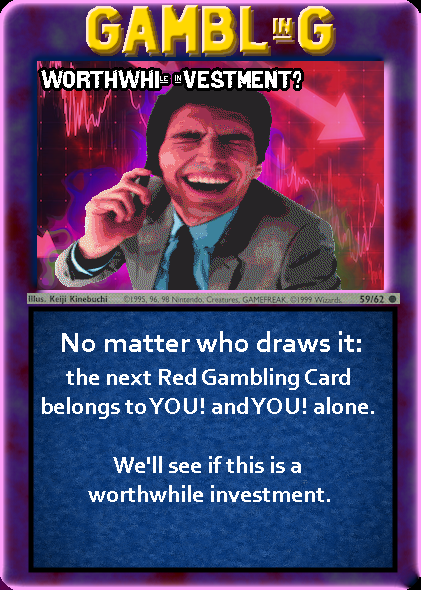 GAMBLING
WORTHWHILE INVESTMENT?
Illus. Keiji Kinebuchi ©1995, 96, 98 Nintendo, Creatures, GAMEFREAK. ©1999 Wizards. 59/62
No matter who draws it:
the next Red Gambling Card
belongs to YOU! and YOU! alone.
We'll see if this is a
worthwhile investment.